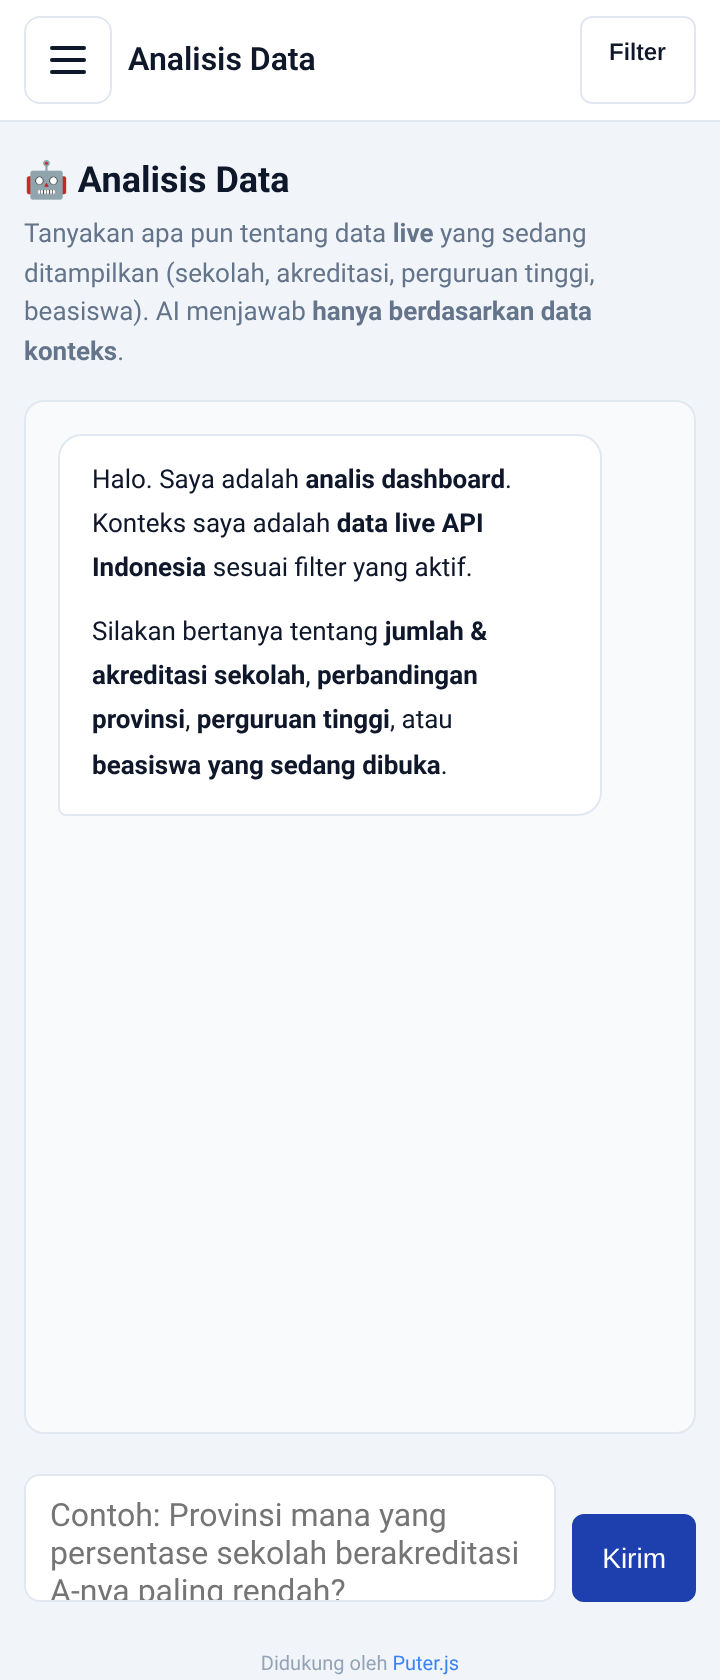 Analisis Data
Filter
🤖 Analisis Data
Tanyakan apa pun tentang data live yang sedang
ditampilkan (sekolah, akreditasi, perguruan tinggi,
beasiswa). AI menjawab hanya berdasarkan data
konteks.
Halo. Saya adalah analis dashboard.
Konteks saya adalah data live API
Indonesia sesuai filter yang aktif.
Silakan bertanya tentang jumlah &
akreditasi sekolah, perbandingan
provinsi, perguruan tinggi, atau
beasiswa yang sedang dibuka.
Contoh: Provinsi mana yang
persentase sekolah berakreditasi
A-nya paling rendah?
Kirim
Didukung oleh Puter.js